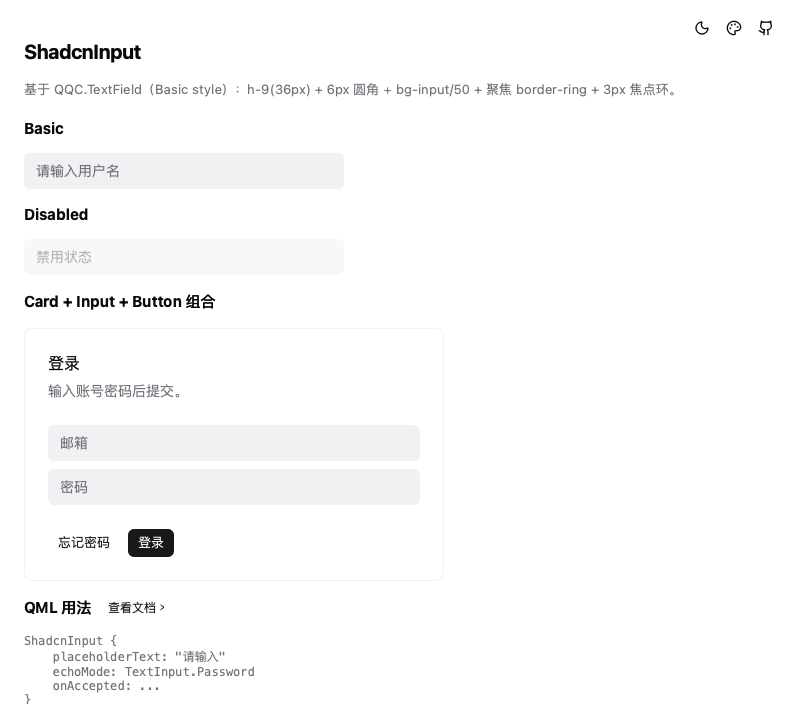 ShadcnInput
基于 QQC.TextField（Basic style）：h-9(36px) + 6px 圆角 + bg-input/50 + 聚焦 border-ring + 3px 焦点环。
Basic
请输入用户名
Disabled
禁用状态
Card + Input + Button 组合
登录
输入账号密码后提交。
邮箱
密码
忘记密码 登录
QML 用法 查看文档 ›
ShadcnInput {
    placeholderText: "请输入"
    echoMode: TextInput.Password
    onAccepted: ...
}